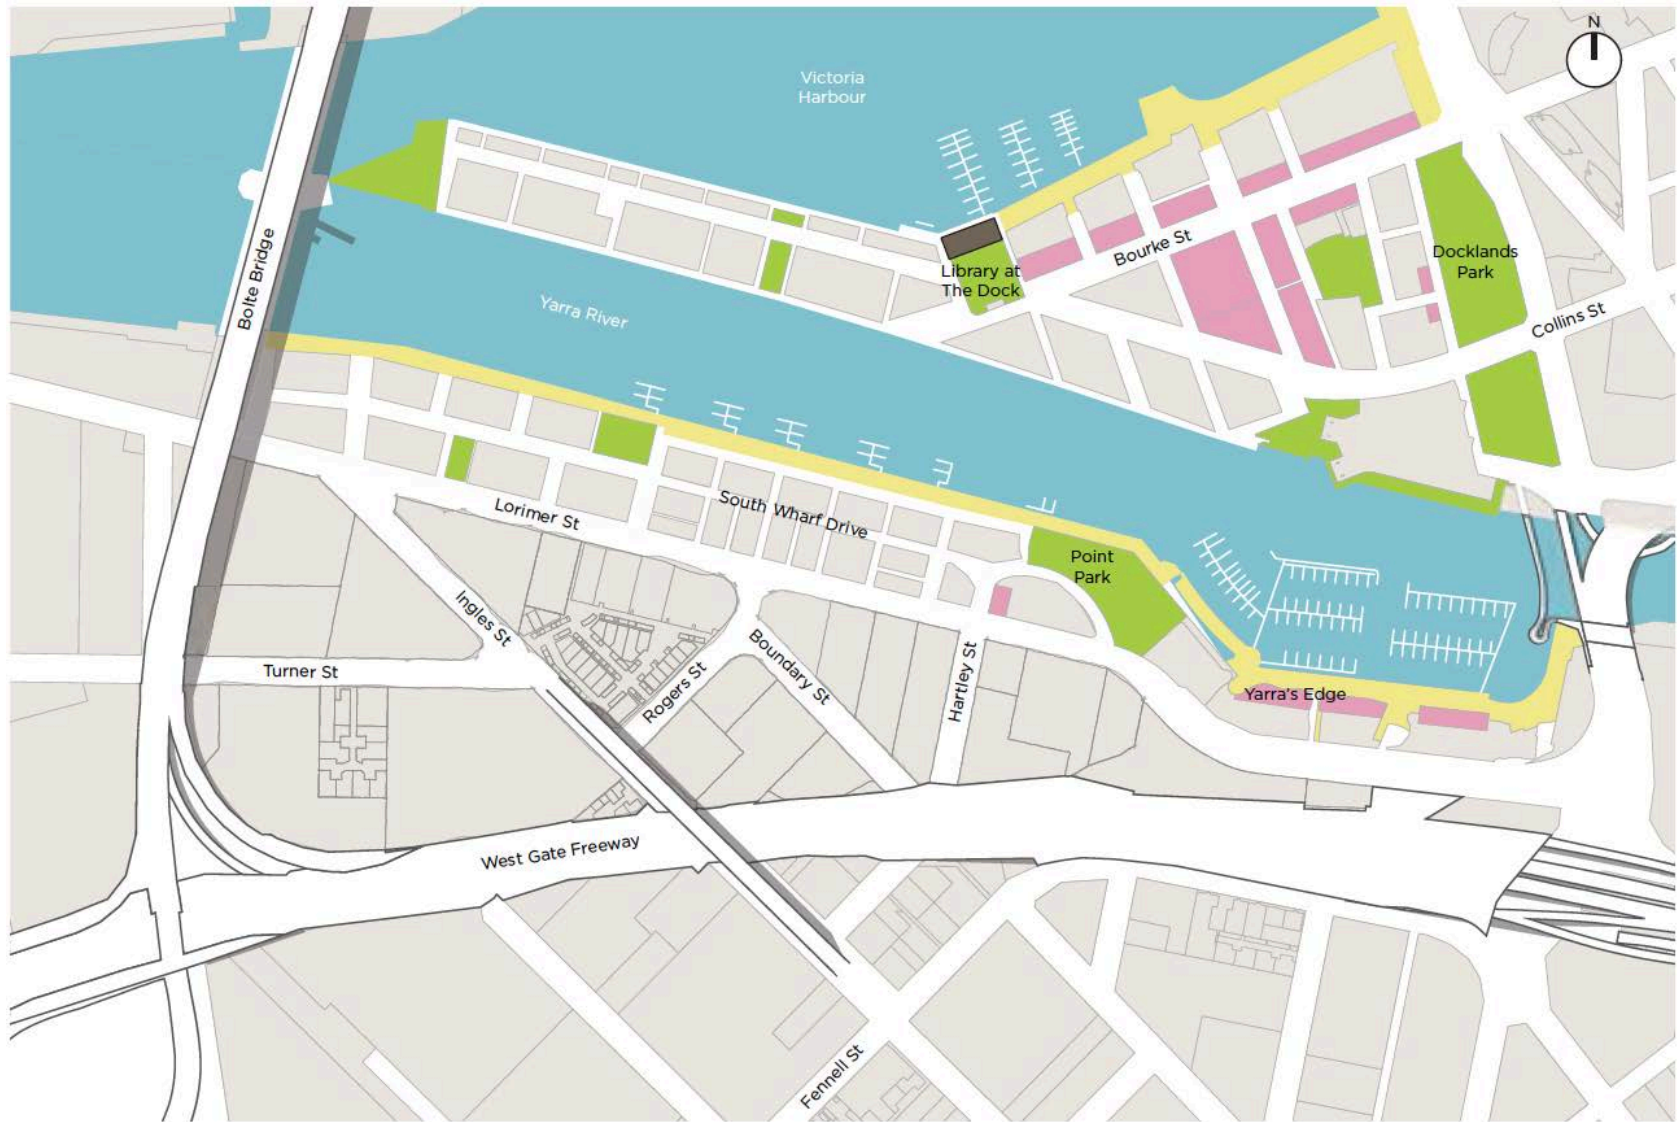 N
Victoria
Harbour
Bourke St
Docklands
Park
Library at
The Dock
Bolte Bridge
Yarra River
Collins St
Lorimer St
South Wharf Drive
Point
Park
Ingles St
Boundary St
Turner St
Rogers St
Hartley St
Yarra's Edge
West Gate Freeway
Fennell St